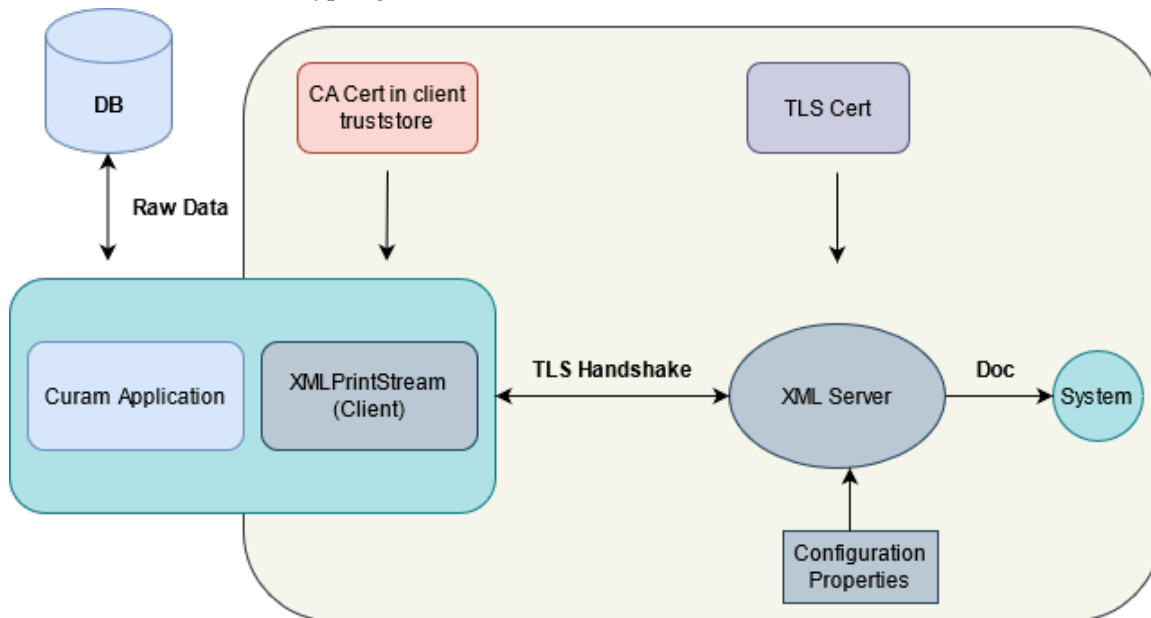 DB
CA Cert in client
truststore
TLS Cert
Raw Data
Curam Application
XMLPrintStream
(Client)
TLS Handshake
XML Server
Doc
System
Configuration
Properties